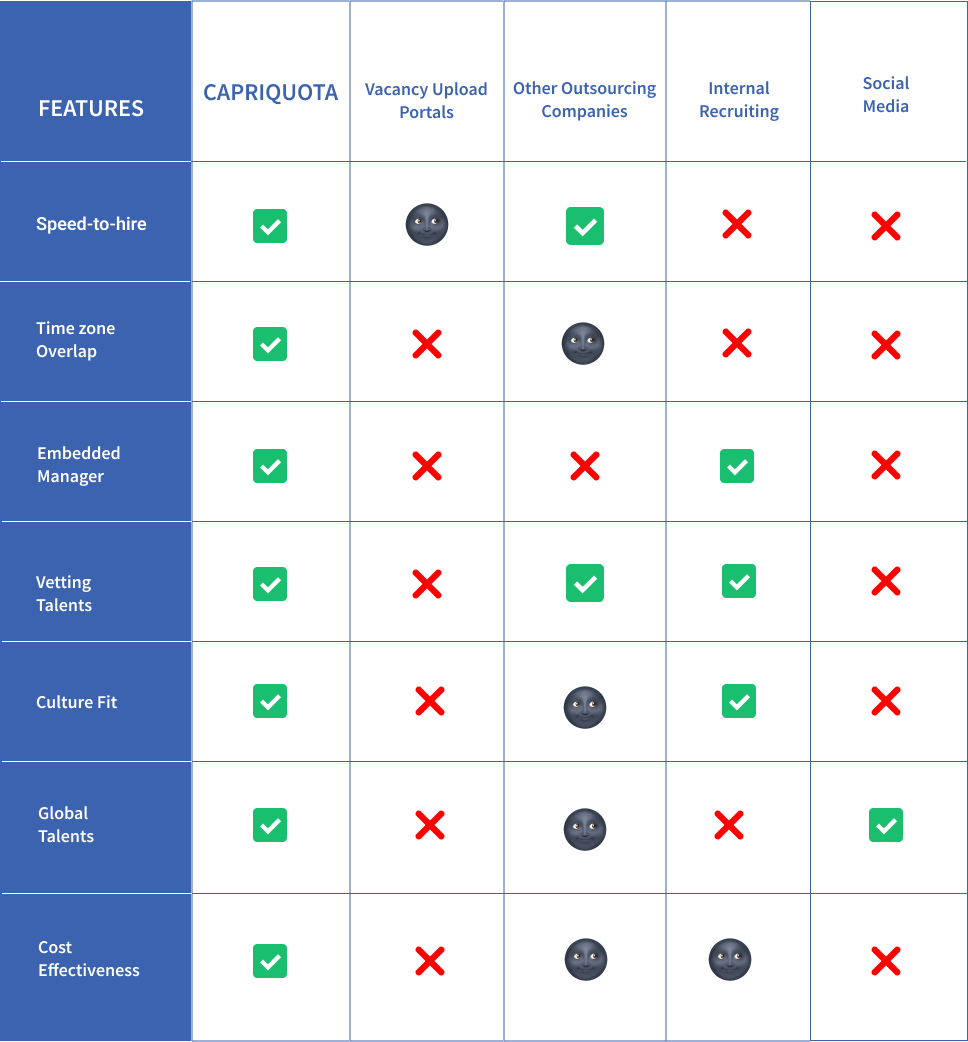 FEATURES
CAPRIQUOTA
Vacancy Upload
Portals
Other Outsourcing
Companies
Internal
Recruiting
Social
Media
Speed-to-hire
Time zone
Overlap
Embedded
Manager
Vetting
Talents
Culture Fit
Global
Talents
Cost
Effectiveness